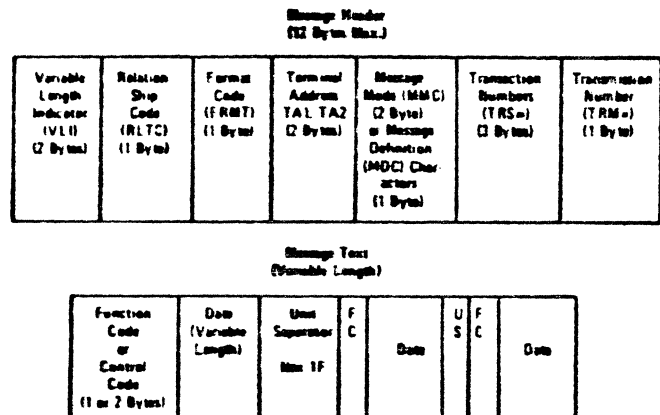 Message Header
(12 Bytes Max.)
Variable
Length
Indicator
(VLI)
(2 Bytes)
Relation
Ship
Code
(RLTC)
(1 Byte)
Format
Code
(FRMT)
(1 Byte)
Terminal
Address
TA1, TA2
(2 Bytes)
Message
Mode (MMC)
(2 Byte)
or Message
Definition
(MDC) Char-
acters
(1 Byte)
Transaction
Numbers
(TRS#)
(3 Bytes)
Transmission
Number
(TRM#)
(1 Byte)
Message Text
(Variable Length)
Function
Code
or
Control
Code
(1 or 2 Bytes)
Data
(Variable
Length)
Unit
Separator
Hex 1F
F
C
Data
U
S
F
C
Data